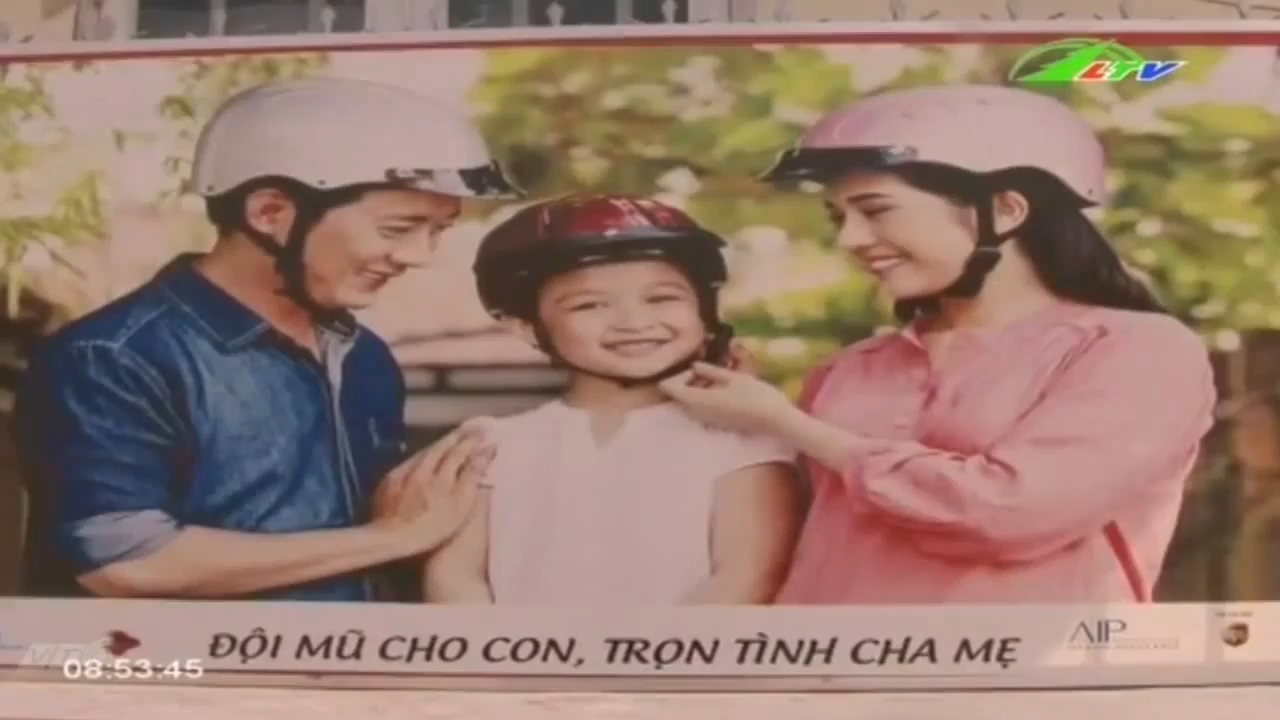 LTV
ĐỘI MŨ CHO CON, TRỌN TÌNH CHA MẸ
AIP
08:53:45